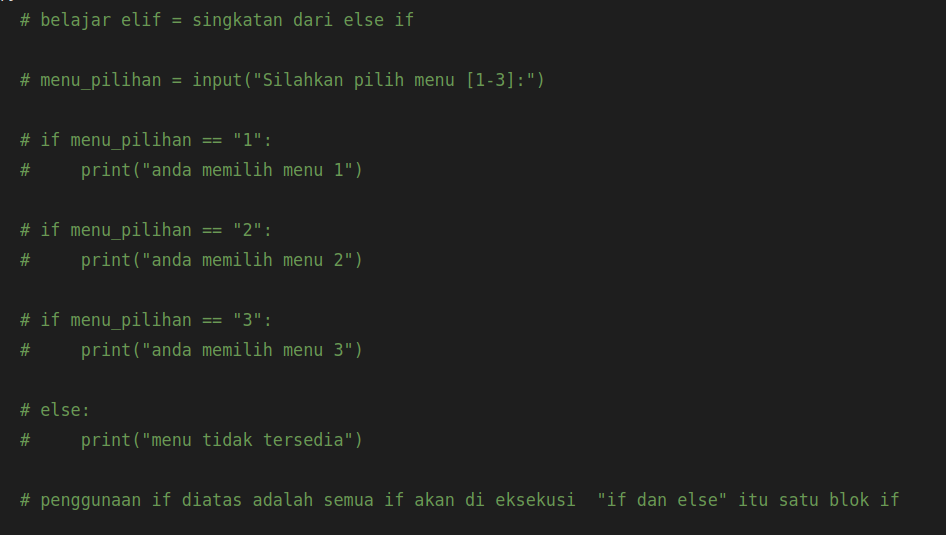 # belajar elif = singkatan dari else if
# menu_pilihan = input("Silahkan pilih menu [1-3]:")
# if menu_pilihan == "1":
#     print("anda memilih menu 1")
# if menu_pilihan == "2":
#     print("anda memilih menu 2")
# if menu_pilihan == "3":
#     print("anda memilih menu 3")
# else:
#     print("menu tidak tersedia")
# penggunaan if diatas adalah semua if akan di eksekusi  "if dan else" itu satu blok if